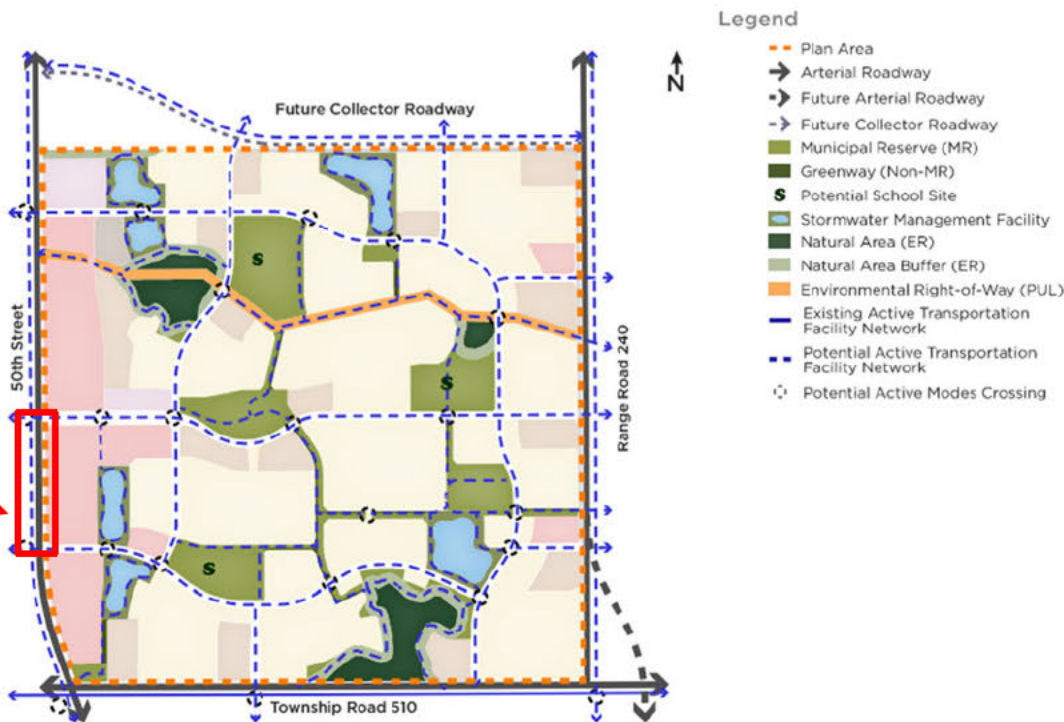 Legend
Plan Area
Arterial Roadway
Future Arterial Roadway
Future Collector Roadway
Municipal Reserve (MR)
Greenway (Non-MR)
S Potential School Site
Stormwater Management Facility
Natural Area (ER)
Natural Area Buffer (ER)
Environmental Right-of-Way (PUL)
Existing Active Transportation
Facility Network
Potential Active Transportation
Facility Network
Potential Active Modes Crossing
N
Future Collector Roadway
50th Street
Range Road 240
S
S
S
Township Road 510